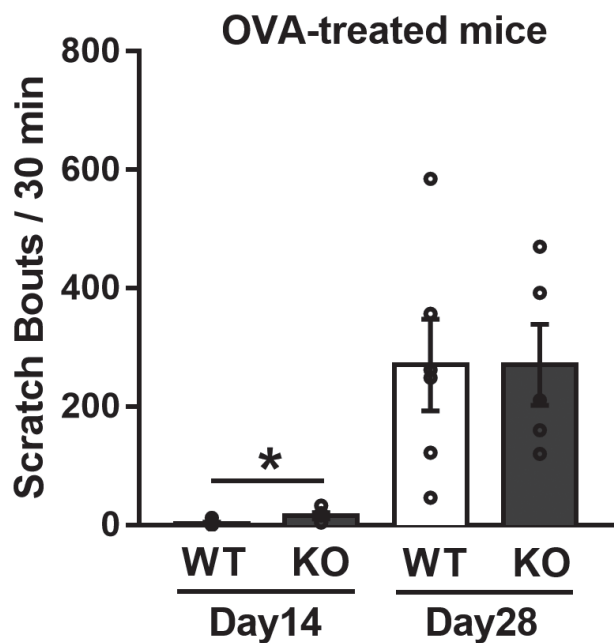 OVA-treated mice
Scratch Bouts / 30 min
800
600
400
200
0
*
WT KO WT KO
Day14 Day28